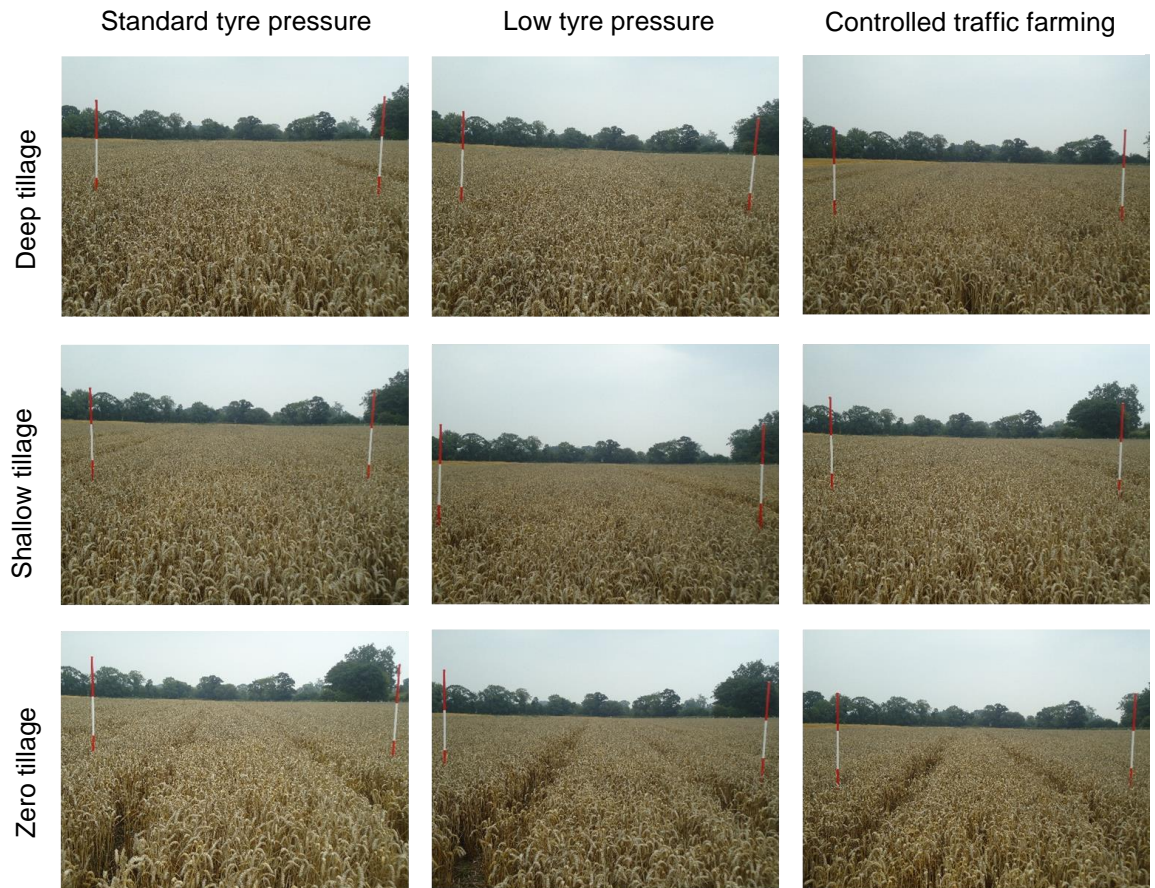 Standard tyre pressure
Low tyre pressure
Controlled traffic farming
Deep tillage
Shallow tillage
Zero tillage